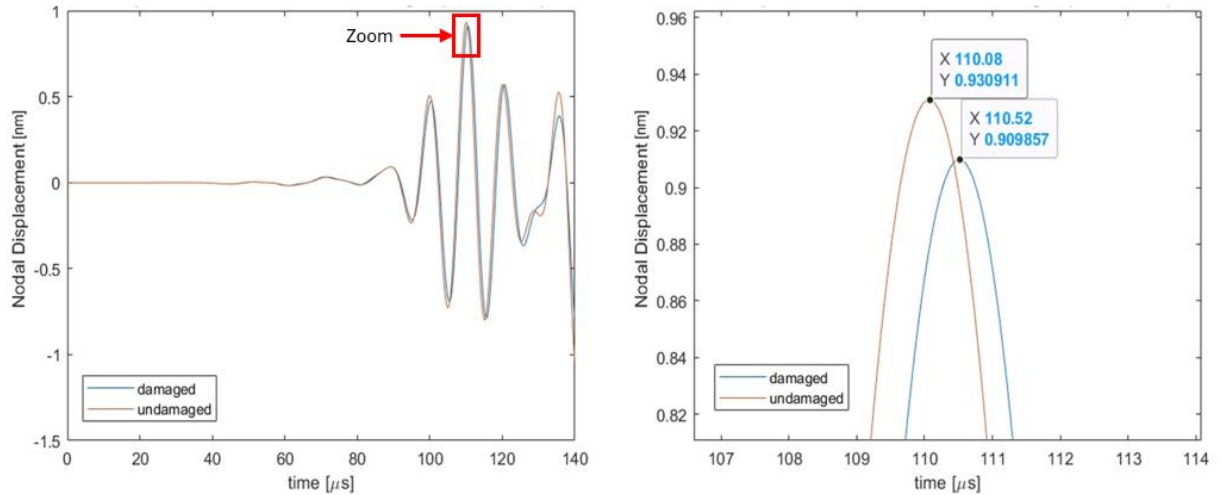 1
0.5
0
-0.5
-1
-1.5
Nodal Displacement [nm]
Zoom
damaged
undamaged
0 20 40 60 80 100 120 140
time [μs]
0.96
0.94
0.92
0.9
0.88
0.86
0.84
0.82
Nodal Displacement [nm]
X 110.08
Y 0.930911
X 110.52
Y 0.909857
damaged
undamaged
107 108 109 110 111 112 113 114
time [μs]